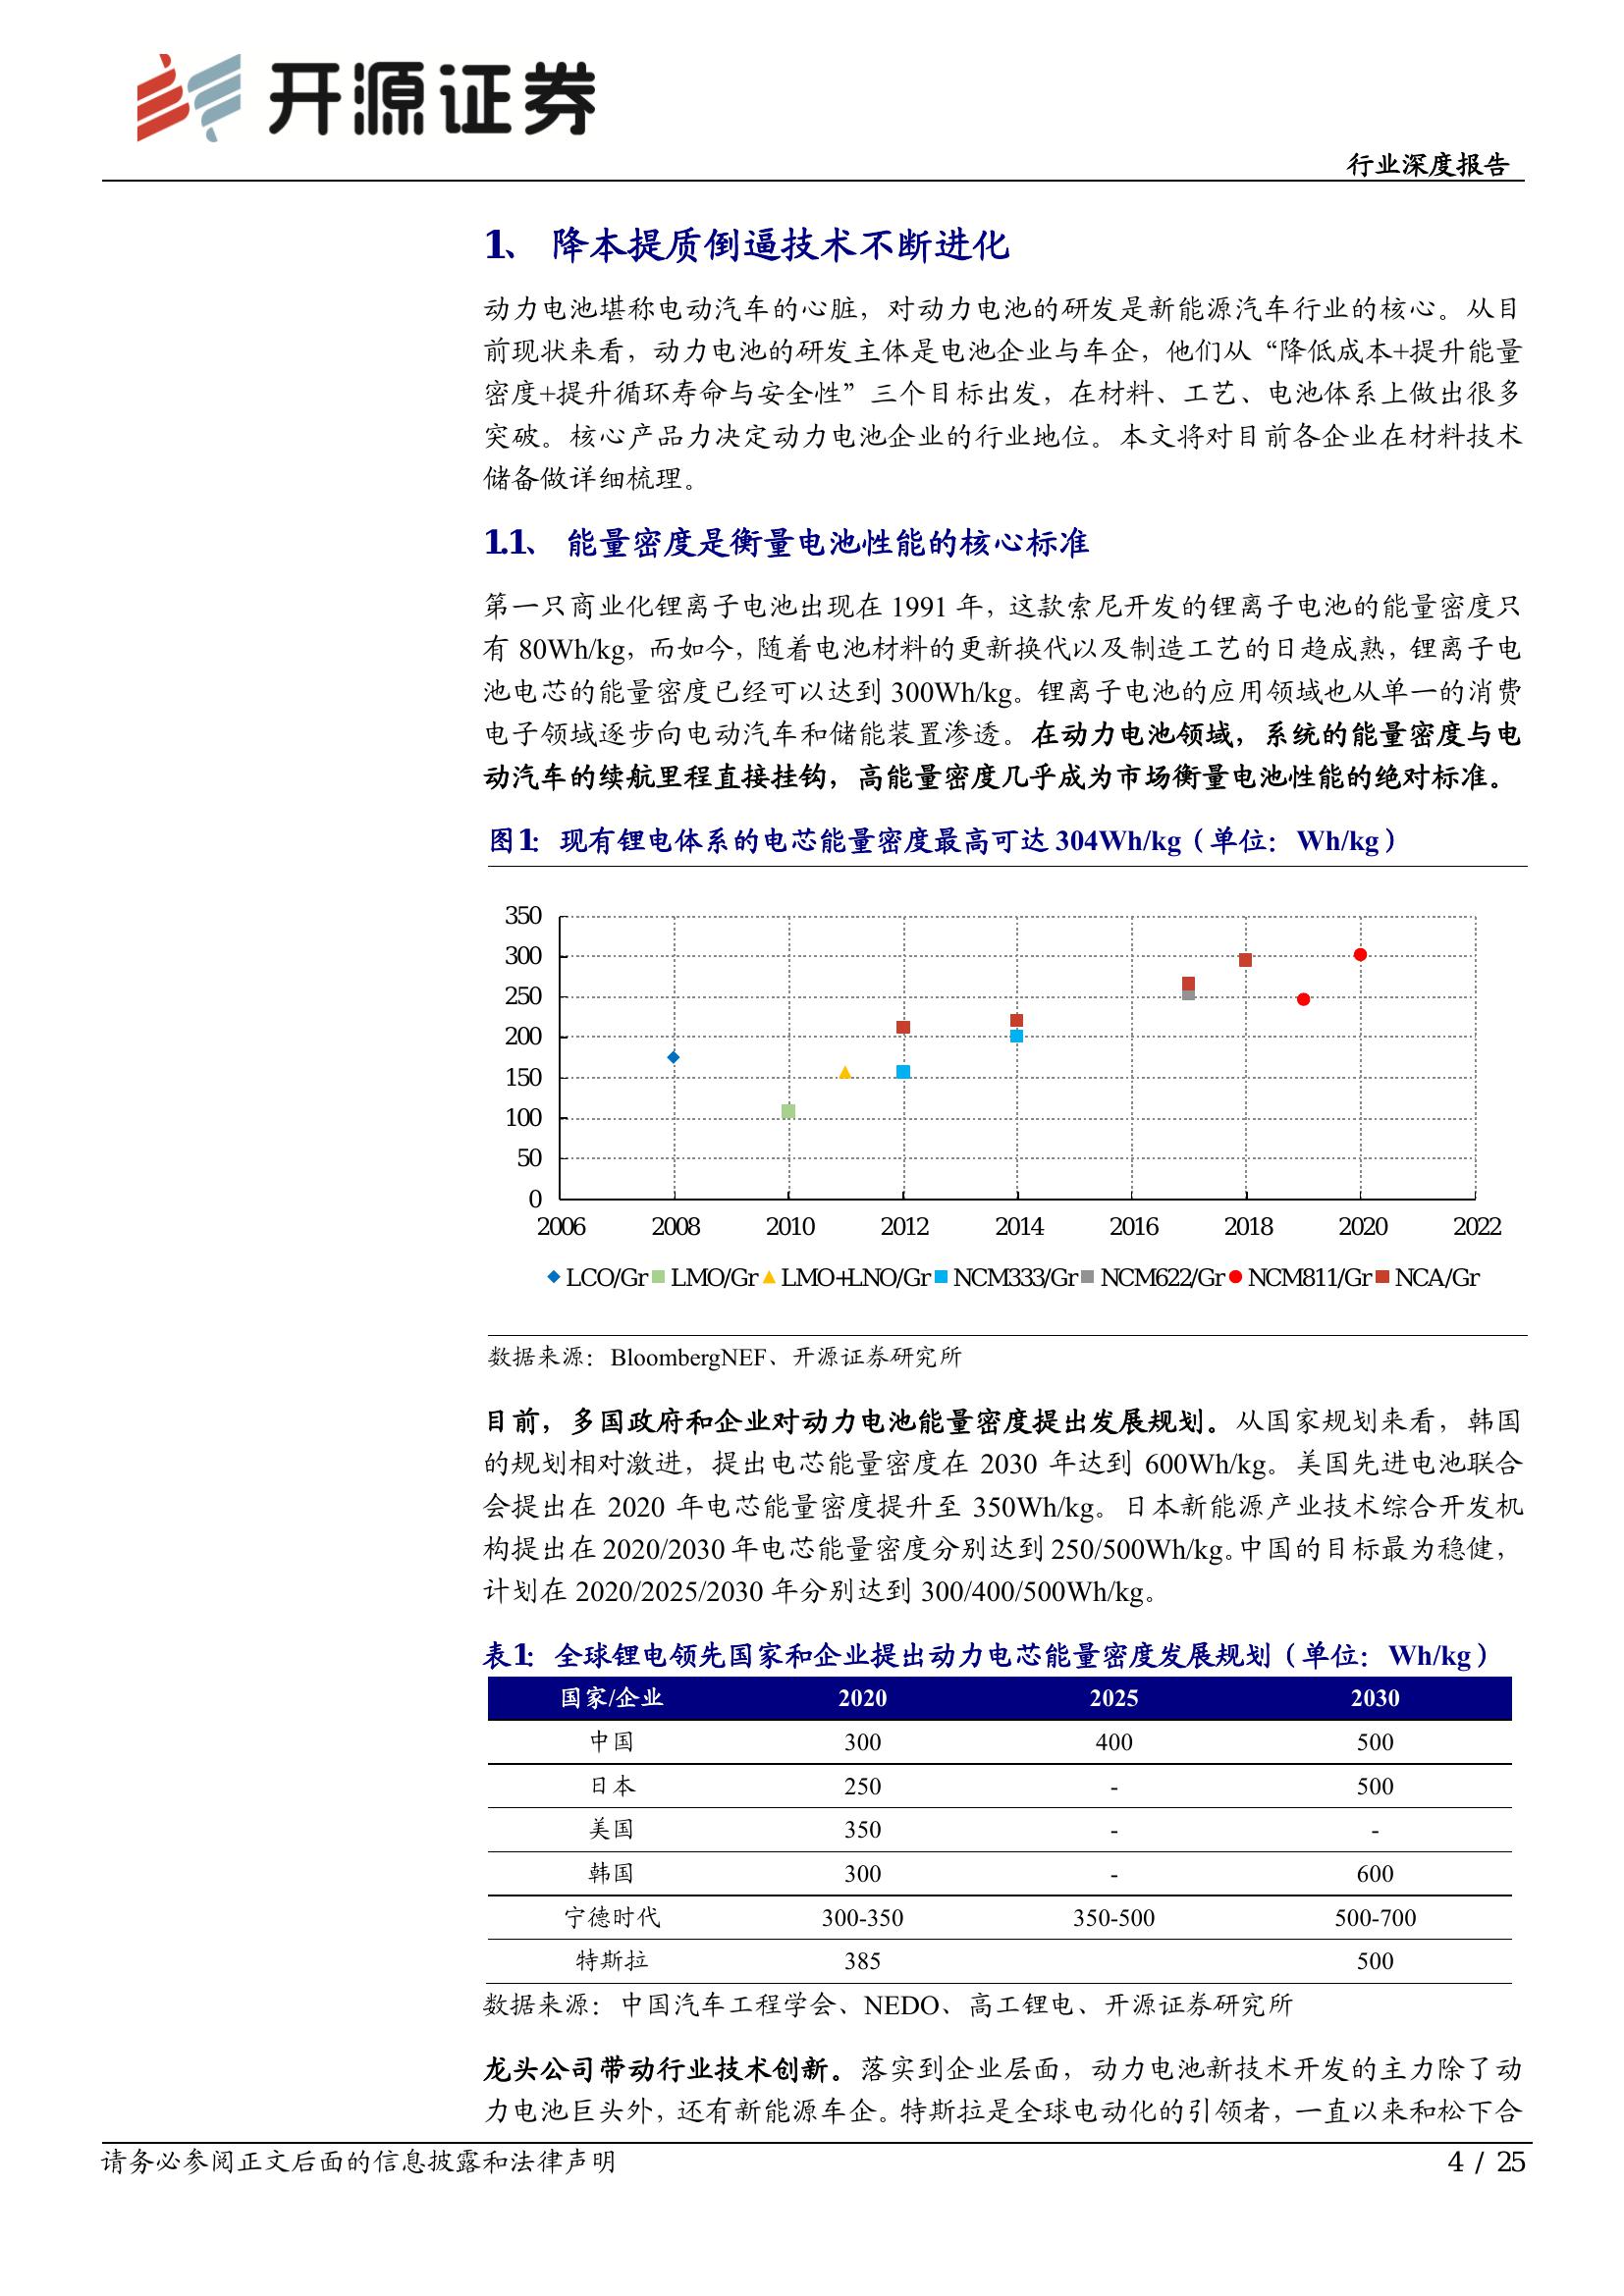 开源证券
行业深度报告
1、 降本提质倒逼技术不断进化
动力电池堪称电动汽车的心脏，对动力电池的研发是新能源汽车行业的核心。从目
前现状来看，动力电池的研发主体是电池企业与车企，他们从“降低成本+提升能量
密度+提升循环寿命与安全性”三个目标出发，在材料、工艺、电池体系上做出很多
突破。核心产品力决定动力电池企业的行业地位。本文将对目前各企业在材料技术
储备做详细梳理。
1.1、 能量密度是衡量电池性能的核心标准
第一只商业化锂离子电池出现在 1991 年，这款索尼开发的锂离子电池的能量密度只
有 80Wh/kg，而如今，随着电池材料的更新换代以及制造工艺的日趋成熟，锂离子电
池电芯的能量密度已经可以达到 300Wh/kg。锂离子电池的应用领域也从单一的消费
电子领域逐步向电动汽车和储能装置渗透。在动力电池领域，系统的能量密度与电
动汽车的续航里程直接挂钩，高能量密度几乎成为市场衡量电池性能的绝对标准。
图1：现有锂电体系的电芯能量密度最高可达 304Wh/kg（单位：Wh/kg）
350
300
250
200
150
100
50
0
2006 2008 2010 2012 2014 2016 2018 2020 2022
LCO/Gr LMO/Gr LMO+LNO/Gr NCM333/Gr NCM622/Gr NCM811/Gr NCA/Gr
数据来源：BloombergNEF、开源证券研究所
目前，多国政府和企业对动力电池能量密度提出发展规划。从国家规划来看，韩国
的规划相对激进，提出电芯能量密度在 2030 年达到 600Wh/kg。美国先进电池联合
会提出在 2020 年电芯能量密度提升至 350Wh/kg。日本新能源产业技术综合开发机
构提出在 2020/2030 年电芯能量密度分别达到 250/500Wh/kg。中国的目标最为稳健，
计划在 2020/2025/2030 年分别达到 300/400/500Wh/kg。
表1：全球锂电领先国家和企业提出动力电芯能量密度发展规划（单位：Wh/kg）
国家/企业 2020 2025 2030
中国 300 400 500
日本 250 - 500
美国 350 - -
韩国 300 - 600
宁德时代 300-350 350-500 500-700
特斯拉 385 500
数据来源：中国汽车工程学会、NEDO、高工锂电、开源证券研究所
龙头公司带动行业技术创新。落实到企业层面，动力电池新技术开发的主力除了动
力电池巨头外，还有新能源车企。特斯拉是全球电动化的引领者，一直以来和松下合
请务必参阅正文后面的信息披露和法律声明
4 / 25